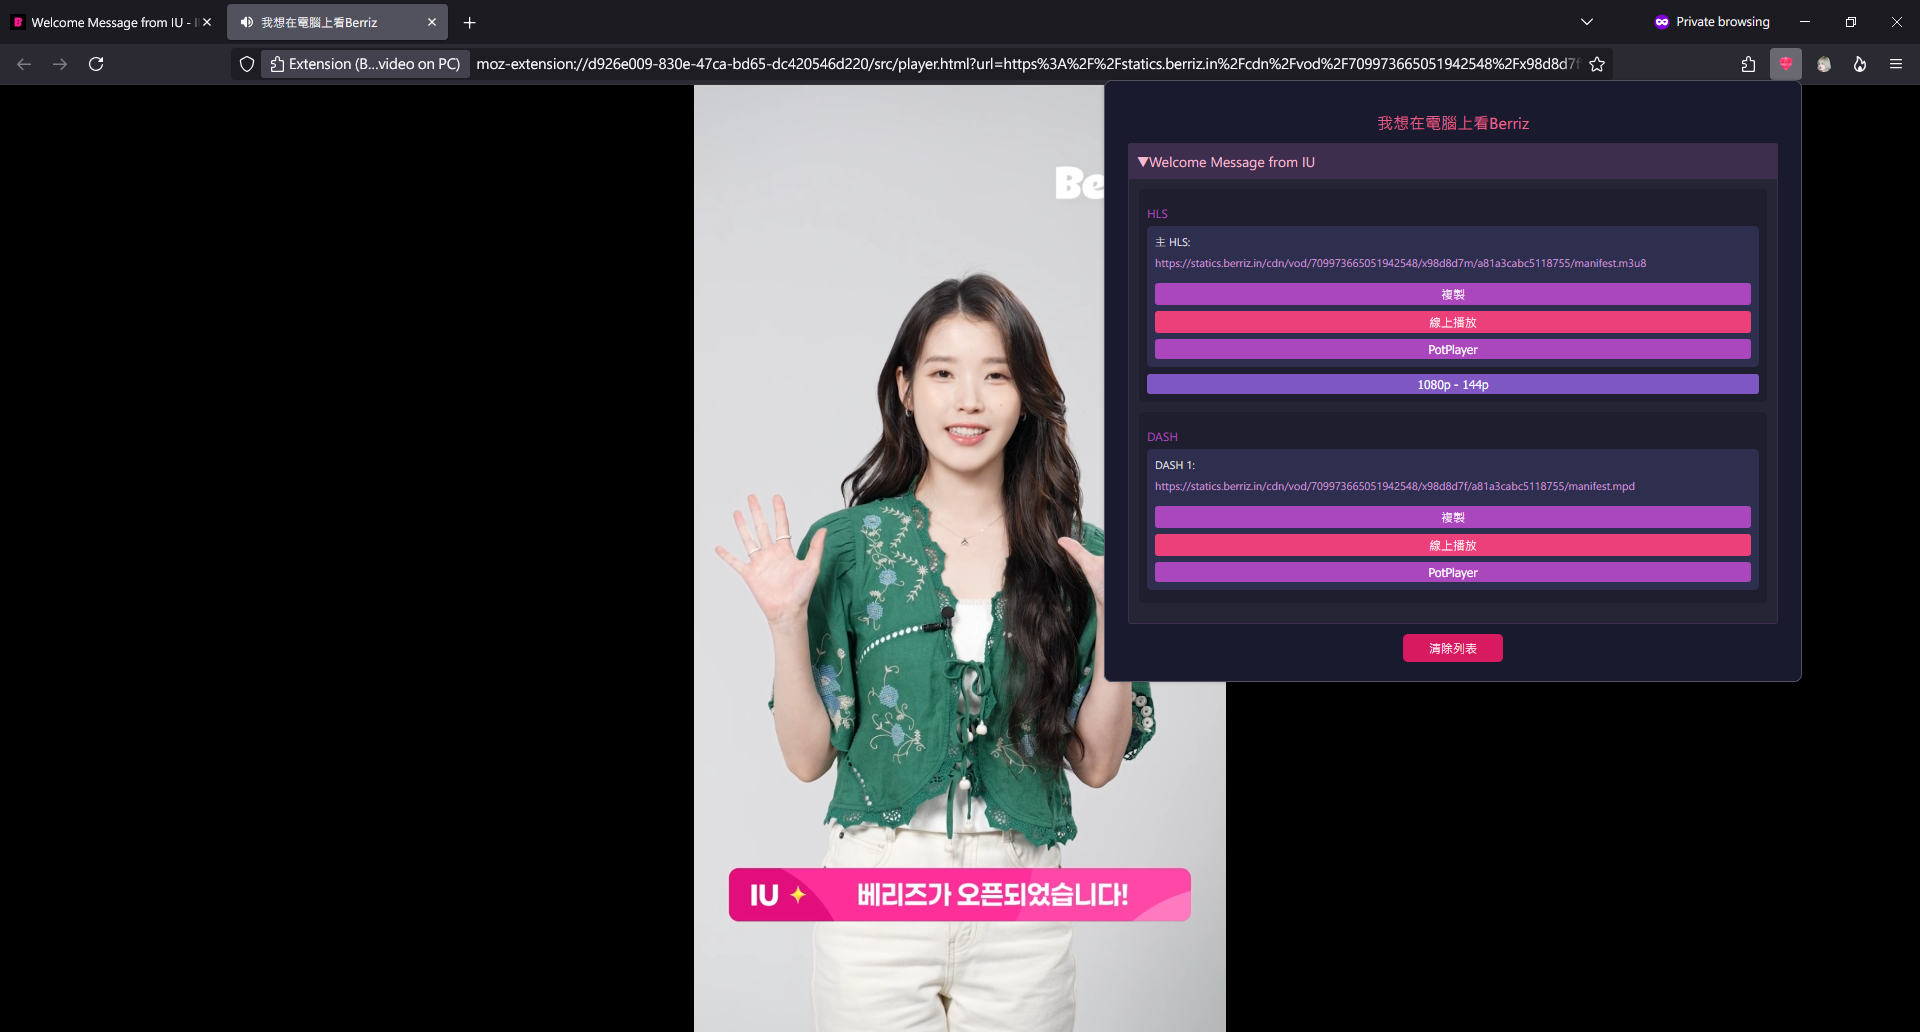 Welcome Message from IU -
我想在電腦上看Berriz
Private browsing
Extension (B...video on PC)
moz-extension://d926e009-830e-47ca-bd65-dc420546d220/src/player.html?url=https%3A%2F%2Fstatics.berriz.in%2Fcdn%2Fvod%2F709973665051942548%2Fx98d8d7f
Be
我想在電腦上看Berriz
▼Welcome Message from IU
HLS
主 HLS:
https://statics.berriz.in/cdn/vod/709973665051942548/x98d8d7m/a81a3cabc5118755/manifest.m3u8
複製
線上播放
PotPlayer
1080p - 144p
DASH
DASH 1:
https://statics.berriz.in/cdn/vod/709973665051942548/x98d8d7f/a81a3cabc5118755/manifest.mpd
複製
線上播放
PotPlayer
清除列表
IU 베리즈가 오픈되었습니다!